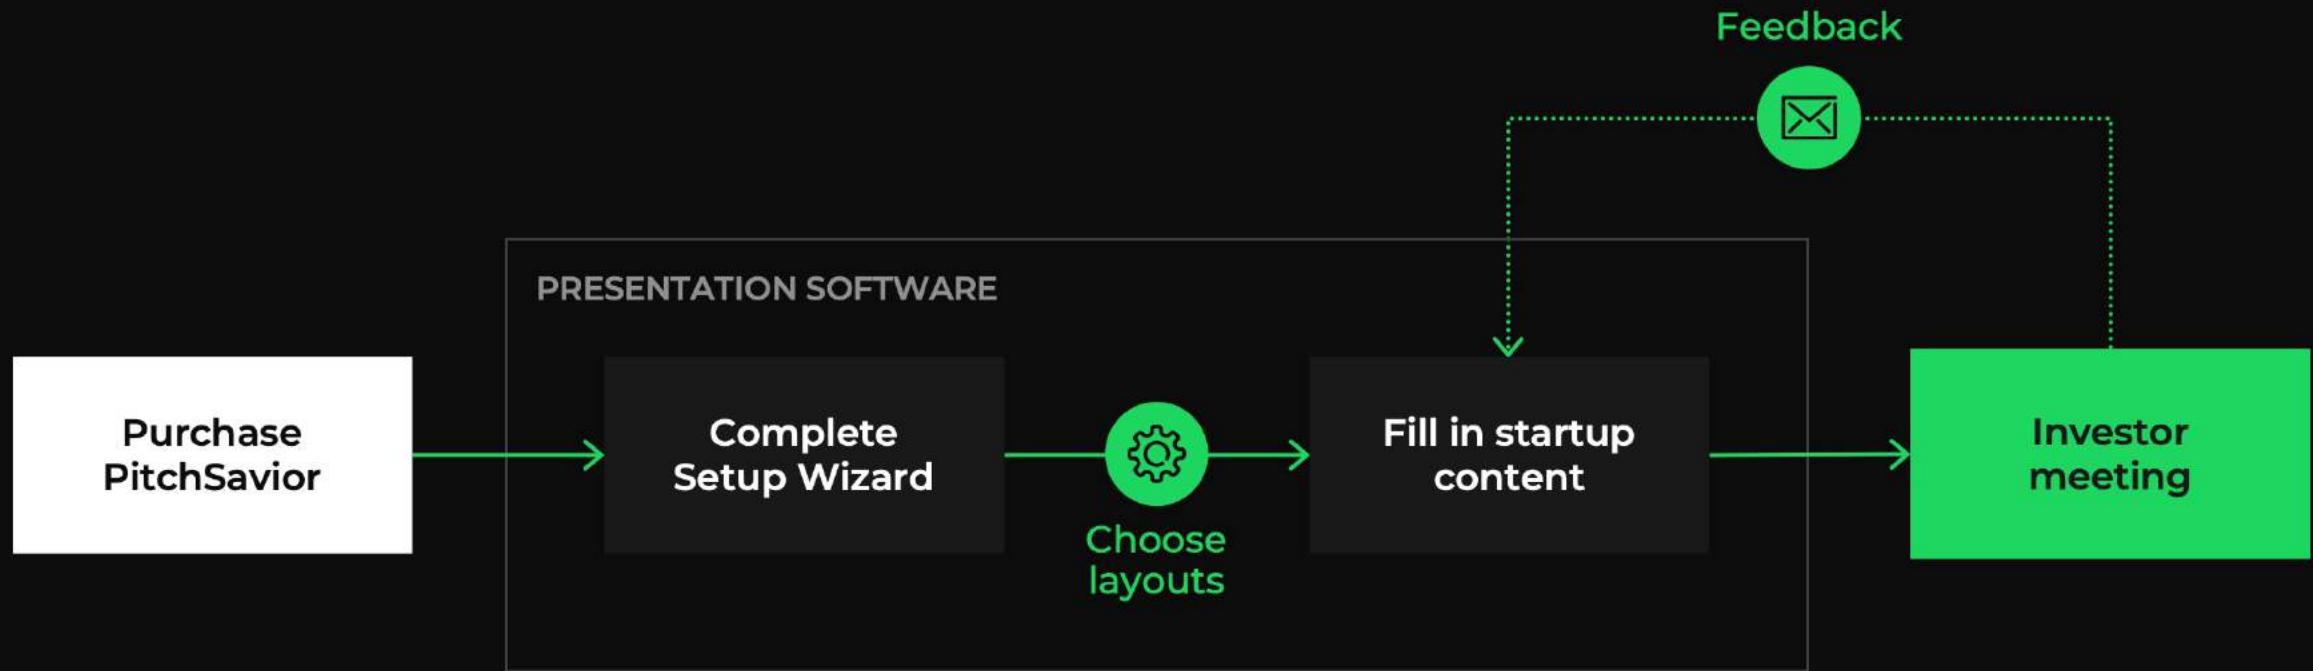 Feedback
PRESENTATION SOFTWARE
Purchase
PitchSavior
Complete
Setup Wizard
Choose
layouts
Fill in startup
content
Investor
meeting